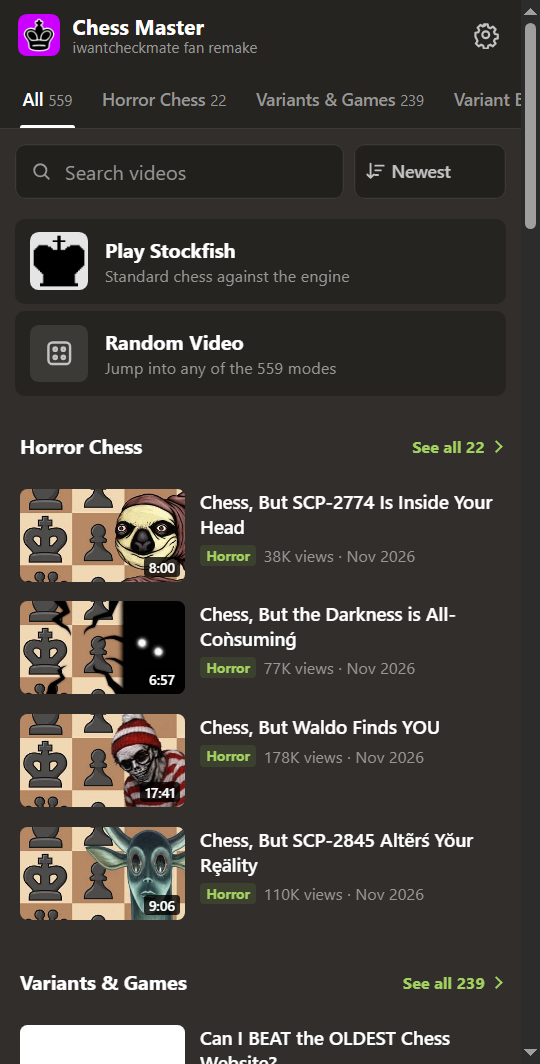 Chess Master
iwantcheckmate fan remake
All 559
Horror Chess 22
Variants & Games 239
Variant
Search videos
Newest
Play Stockfish
Standard chess against the engine
Random Video
Jump into any of the 559 modes
Horror Chess
See all 22
Chess, But SCP-2774 Is Inside Your
Head
8:00
Horror 38K views · Nov 2026
Chess, But the Darkness is All-
Coǹsuminǵ
6:57
Horror 77K views · Nov 2026
Chess, But Waldo Finds YOU
17:41
Horror 178K views · Nov 2026
Chess, But SCP-2845 Altẽrś Yŏur
Ręälity
9:06
Horror 110K views · Nov 2026
Variants & Games
See all 239
Can I BEAT the OLDEST Chess
Website?